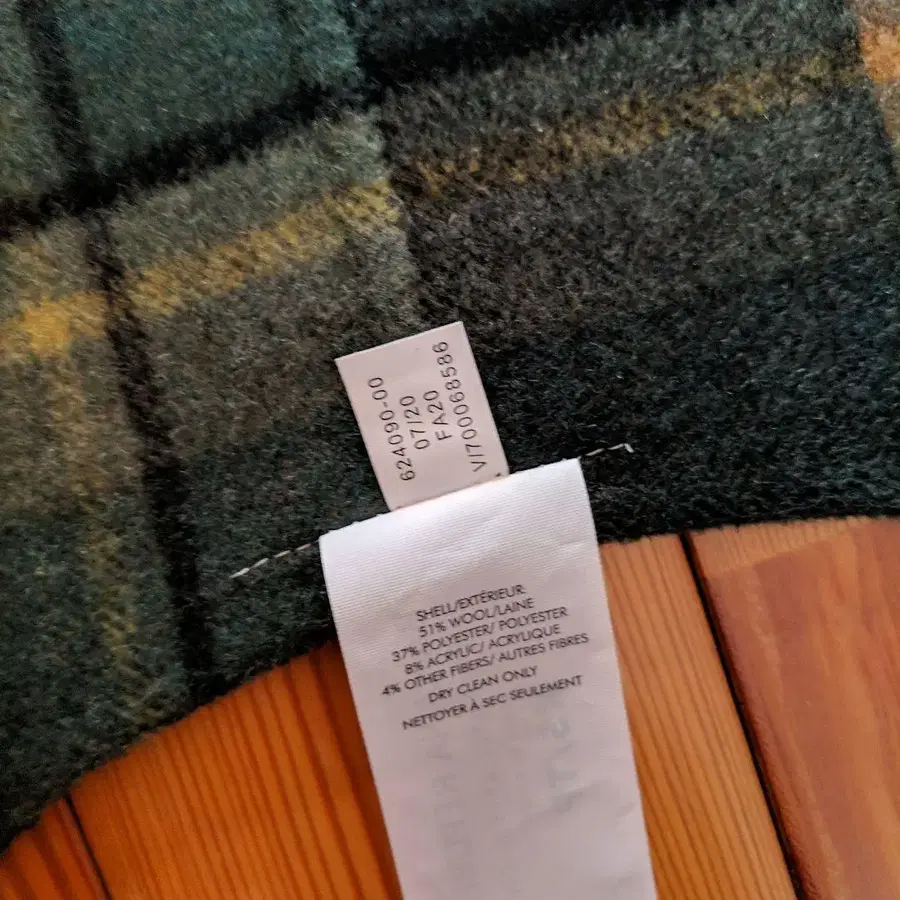 624090-00
07/20
FA20
V/700068586
SHELL/EXTÉRIEUR
51% WOOL/LAINE
37% POLYESTER/ POLYESTER
8% ACRYLIC/ ACRYLIQUE
4% OTHER FIBERS/ AUTRES FIBRES
DRY CLEAN ONLY
NETTOYER À SEC SEULEMENT